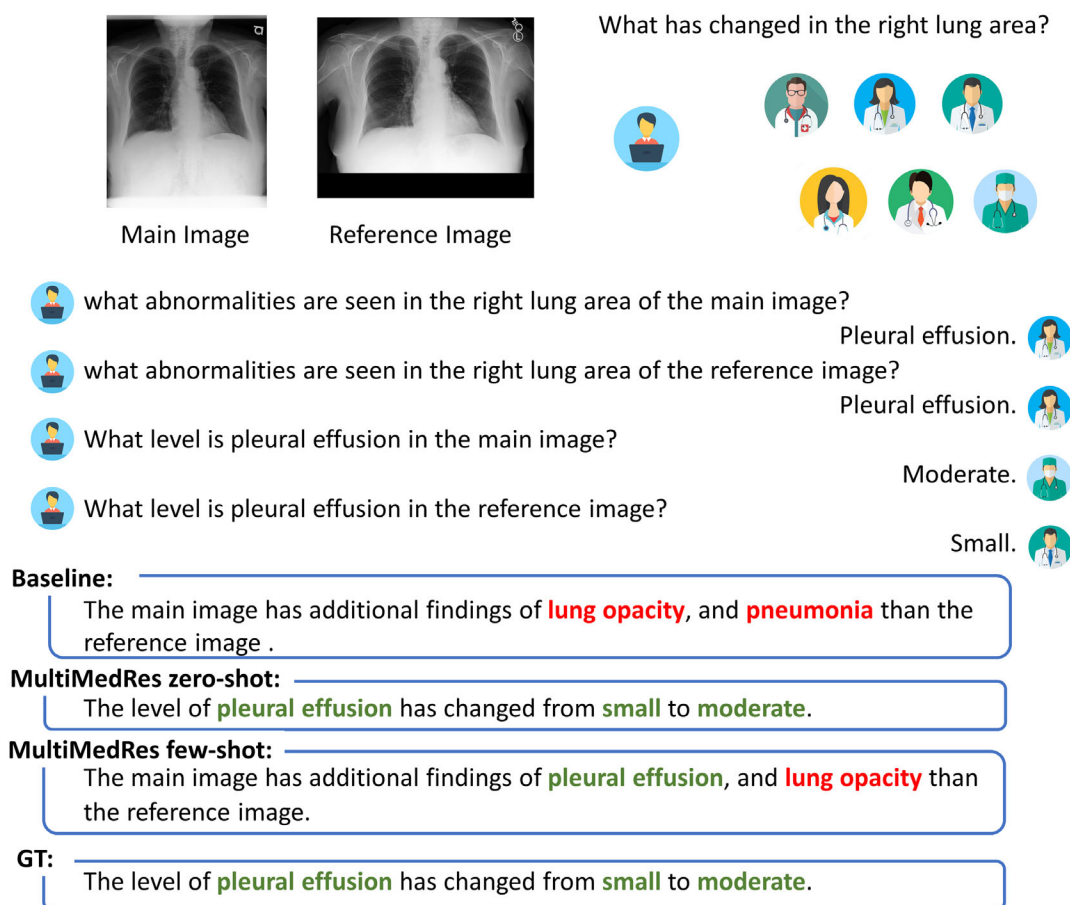 What has changed in the right lung area?
Main Image
Reference Image
what abnormalities are seen in the right lung area of the main image?
Pleural effusion.
what abnormalities are seen in the right lung area of the reference image?
Pleural effusion.
What level is pleural effusion in the main image?
Moderate.
What level is pleural effusion in the reference image?
Small.
Baseline:
The main image has additional findings of lung opacity, and pneumonia than the
reference image .
MultiMedRes zero-shot:
The level of pleural effusion has changed from small to moderate.
MultiMedRes few-shot:
The main image has additional findings of pleural effusion, and lung opacity than
the reference image.
GT:
The level of pleural effusion has changed from small to moderate.